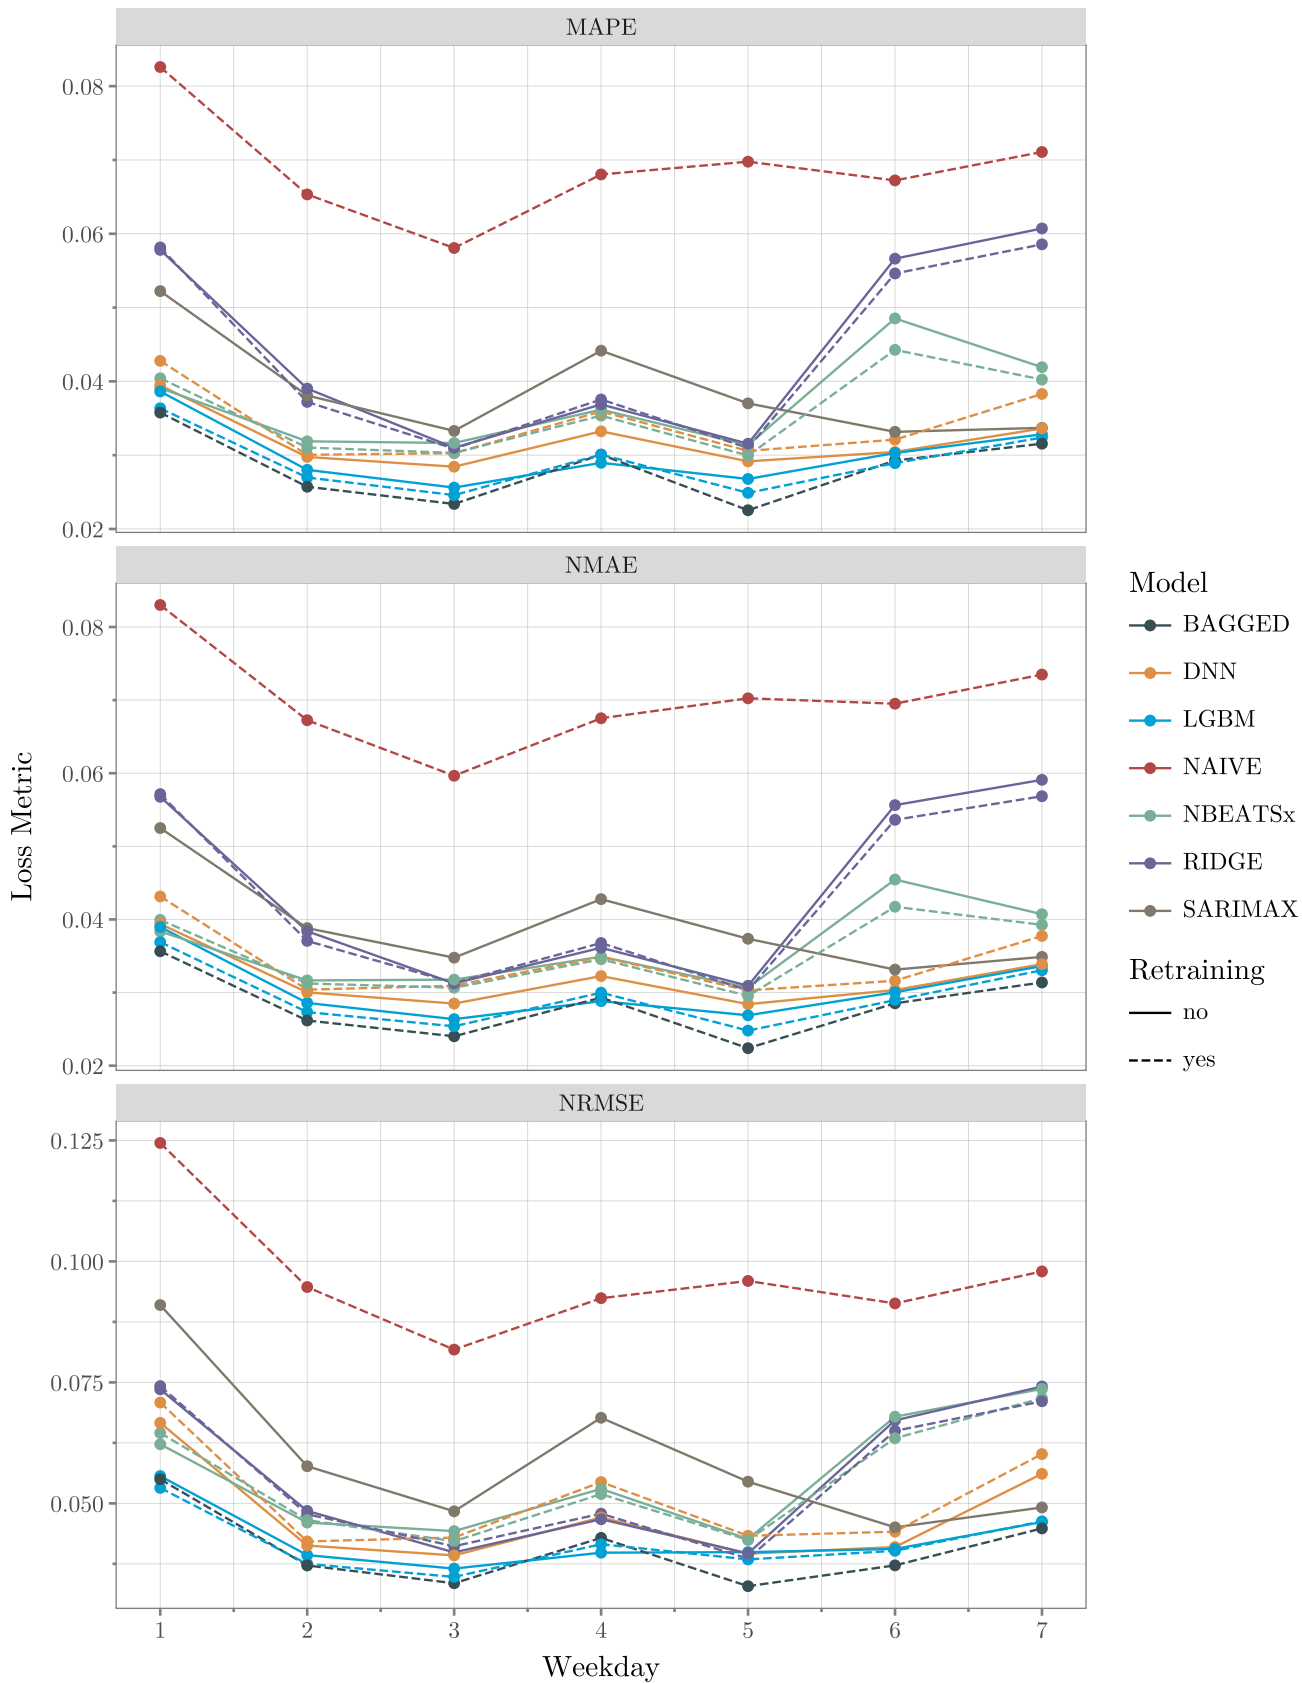 MAPE
0.08
0.06
0.04
0.02
NMAE
0.08
0.06
0.04
0.02
NRMSE
0.125
0.100
0.075
0.050
1 2 3 4 5 6 7
Weekday
Loss Metric
Model
BAGGED
DNN
LGBM
NAIVE
NBEATSx
RIDGE
SARIMAX
Retraining
no
yes